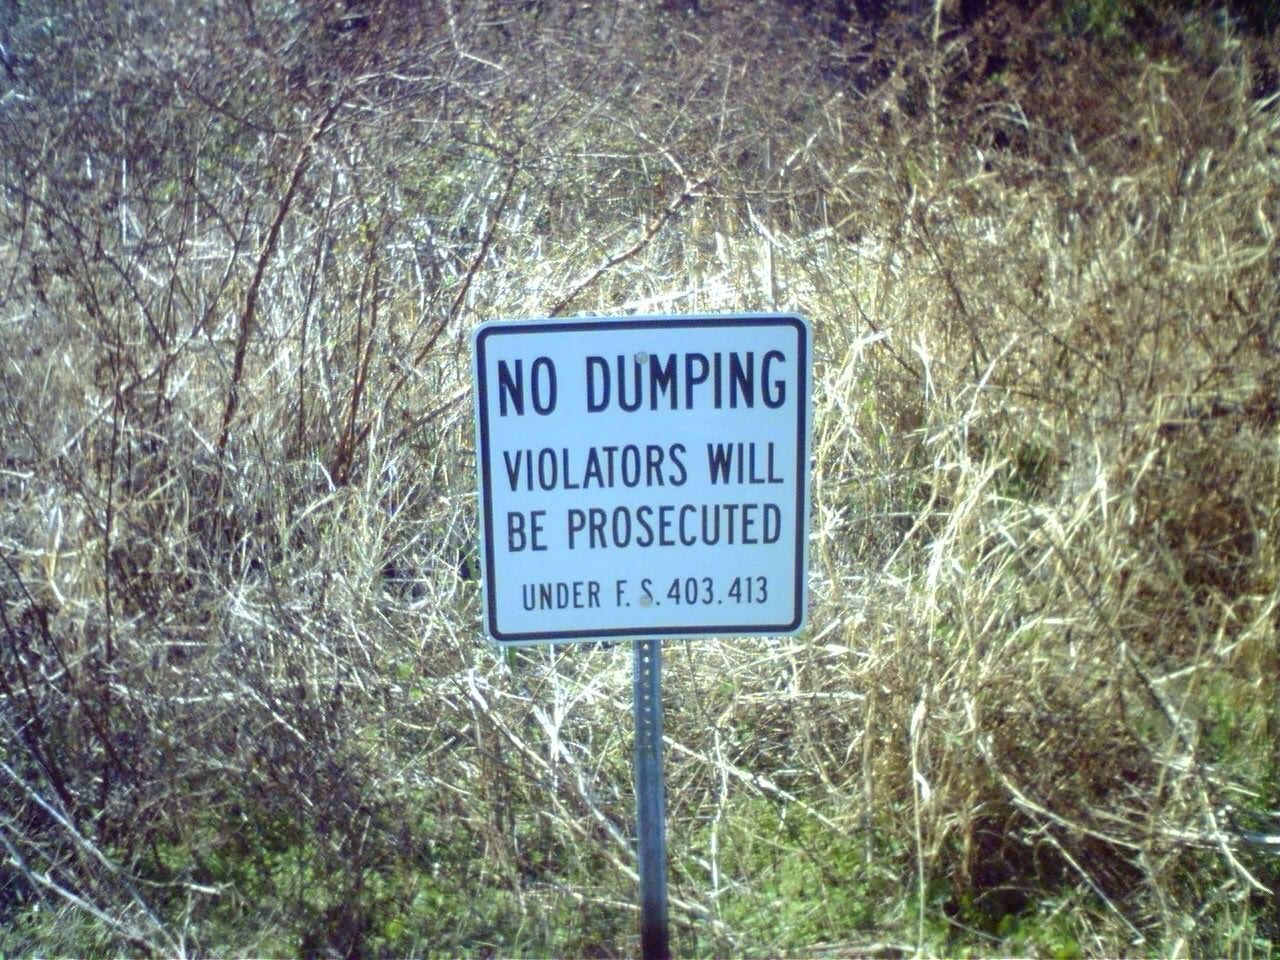 NO DUMPING
VIOLATORS WILL
BE PROSECUTED
UNDER F. S. 403.413